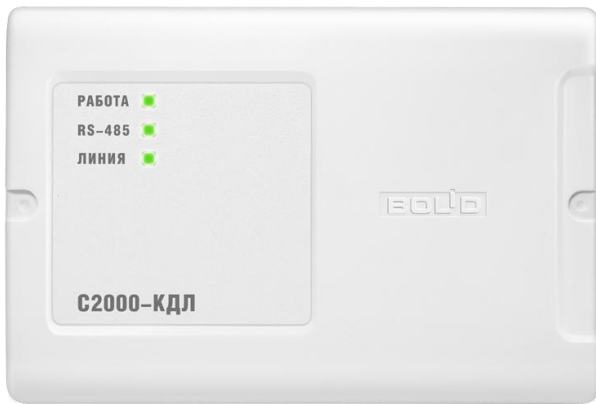 РАБОТА
RS-485
ЛИНИЯ
BOLID
С2000-КДЛ